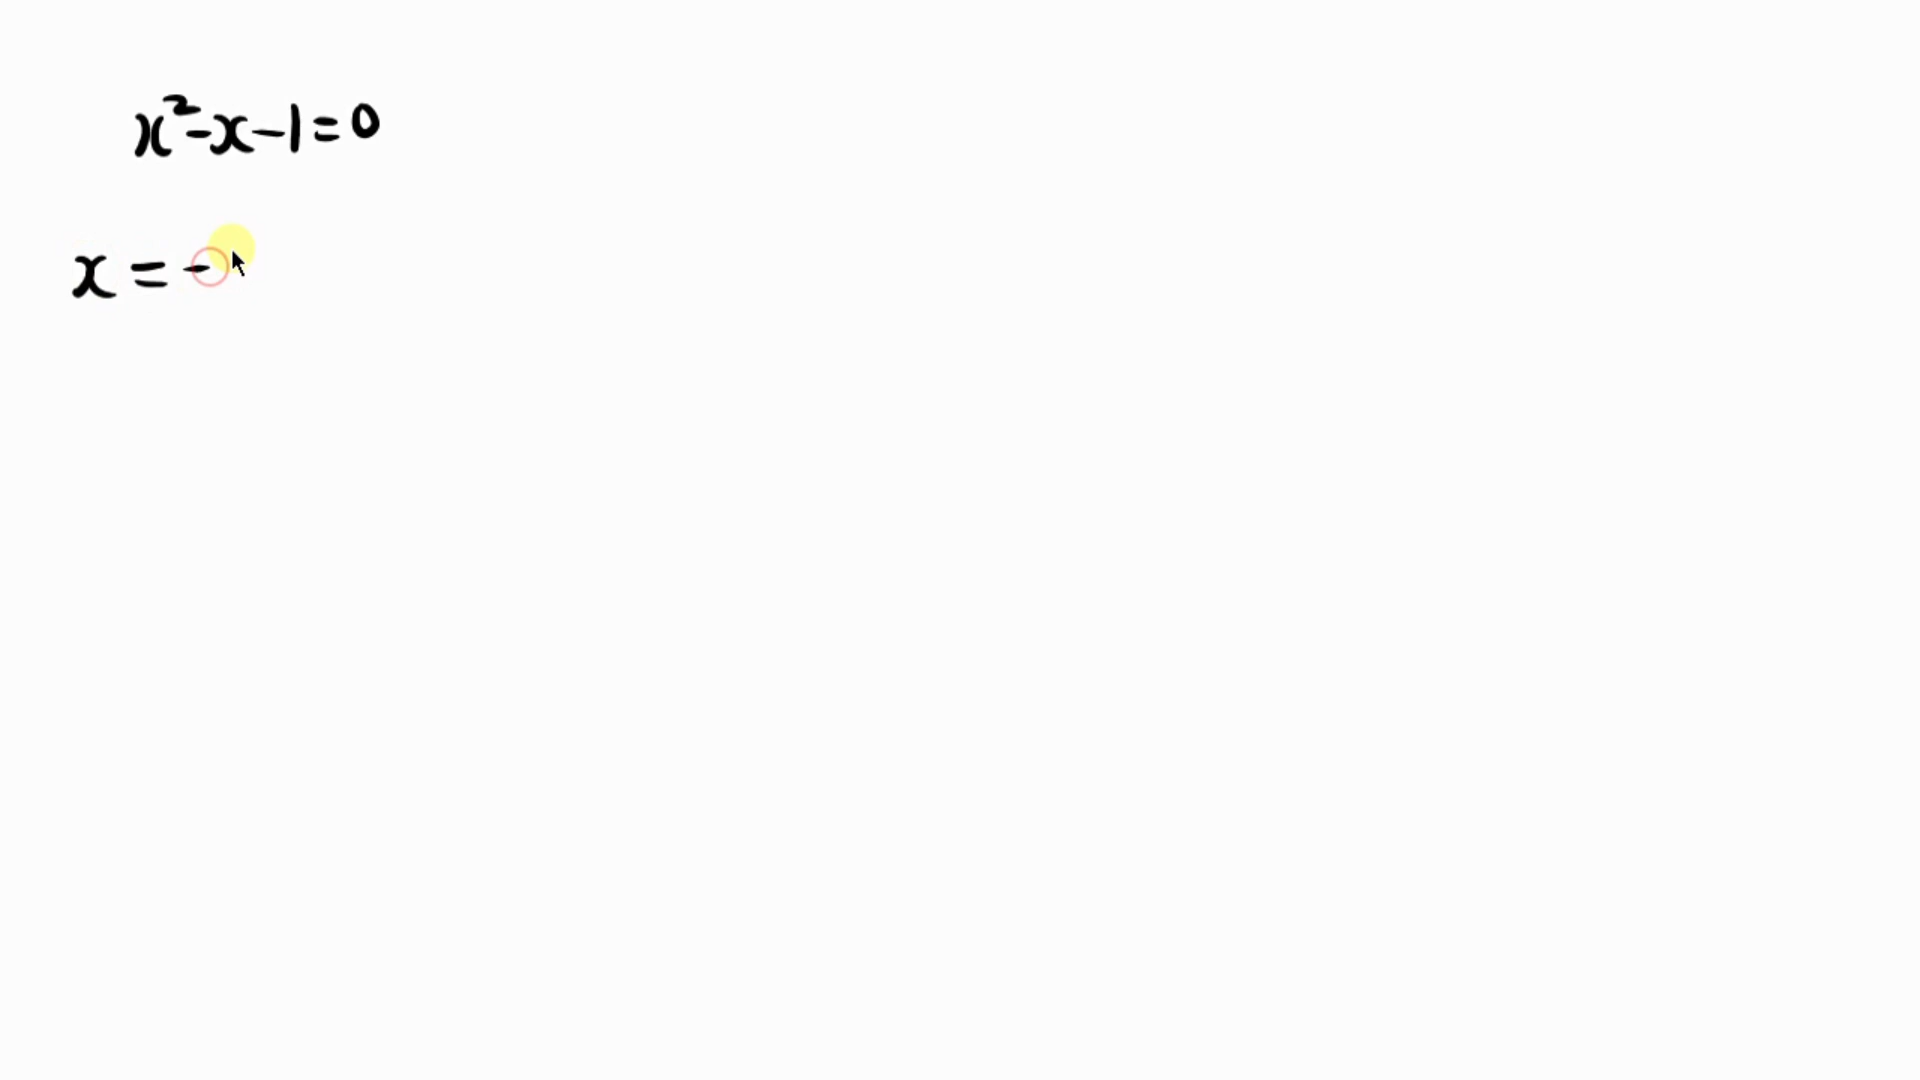 x²-x-1=0
x = -